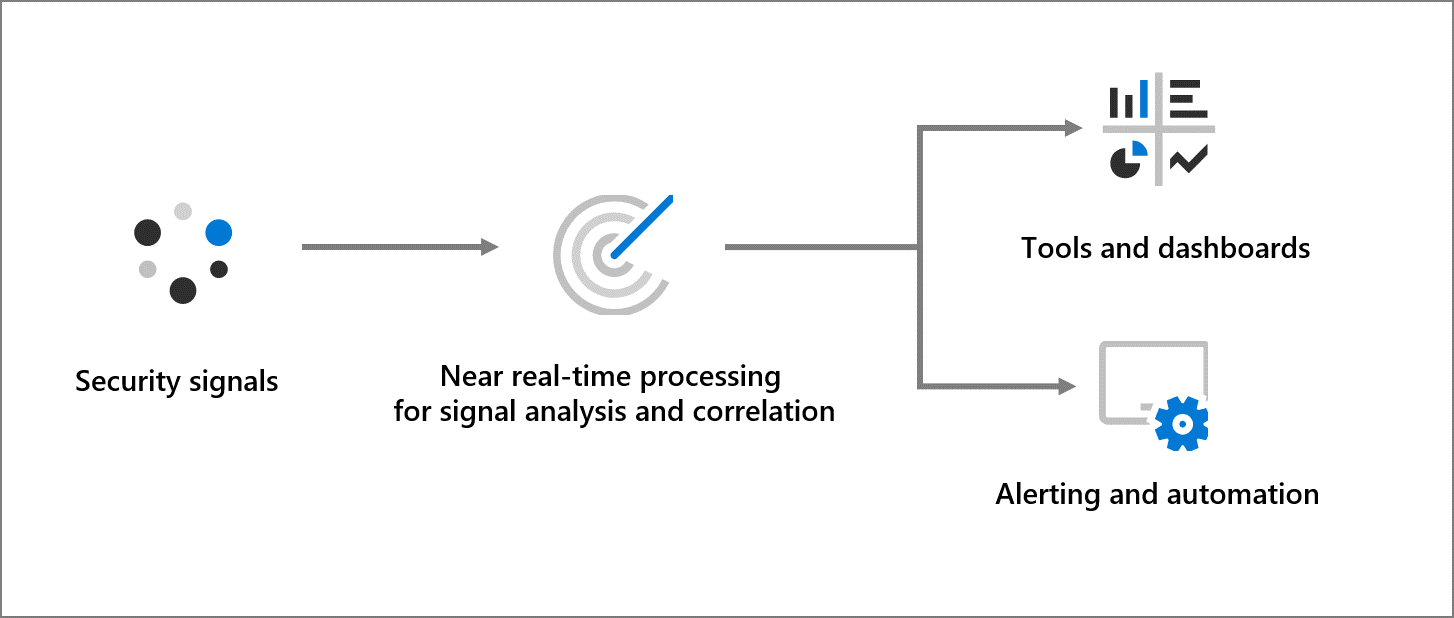 Security signals
Near real-time processing
for signal analysis and correlation
Tools and dashboards
Alerting and automation